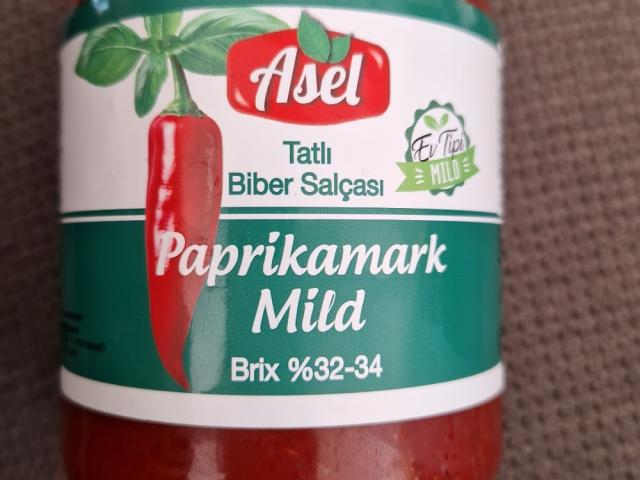 Asel
Tatlı
Biber Salçası
Ev Tipi
MILD
Paprikamark
Mild
Brix %32-34